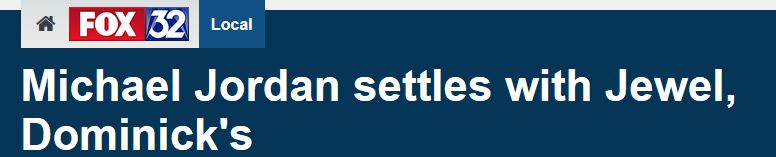 FOX 32 Local
Michael Jordan settles with Jewel,
Dominick's